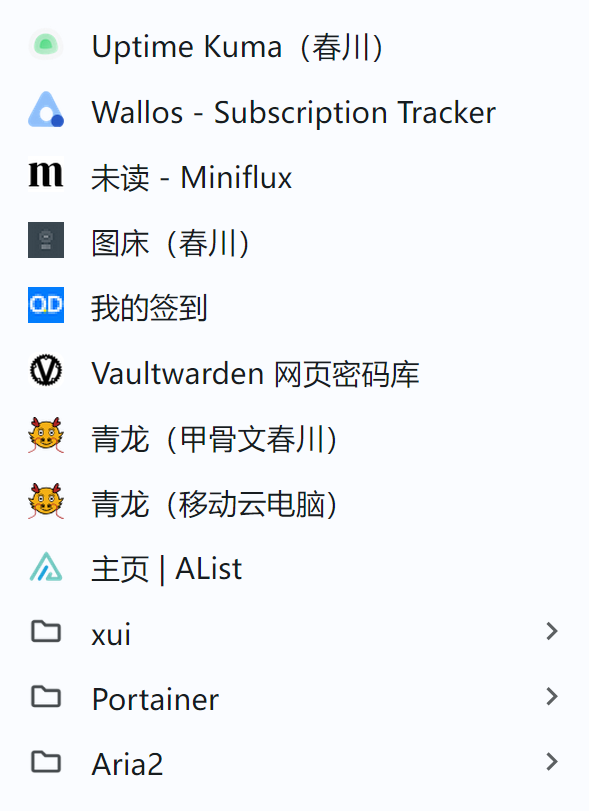 Uptime Kuma（春川）
Wallos - Subscription Tracker
m 未读 - Miniflux
图床（春川）
QD 我的签到
V Vaultwarden 网页密码库
青龙（甲骨文春川）
青龙（移动云电脑）
主页 | AList
xui
Portainer
Aria2